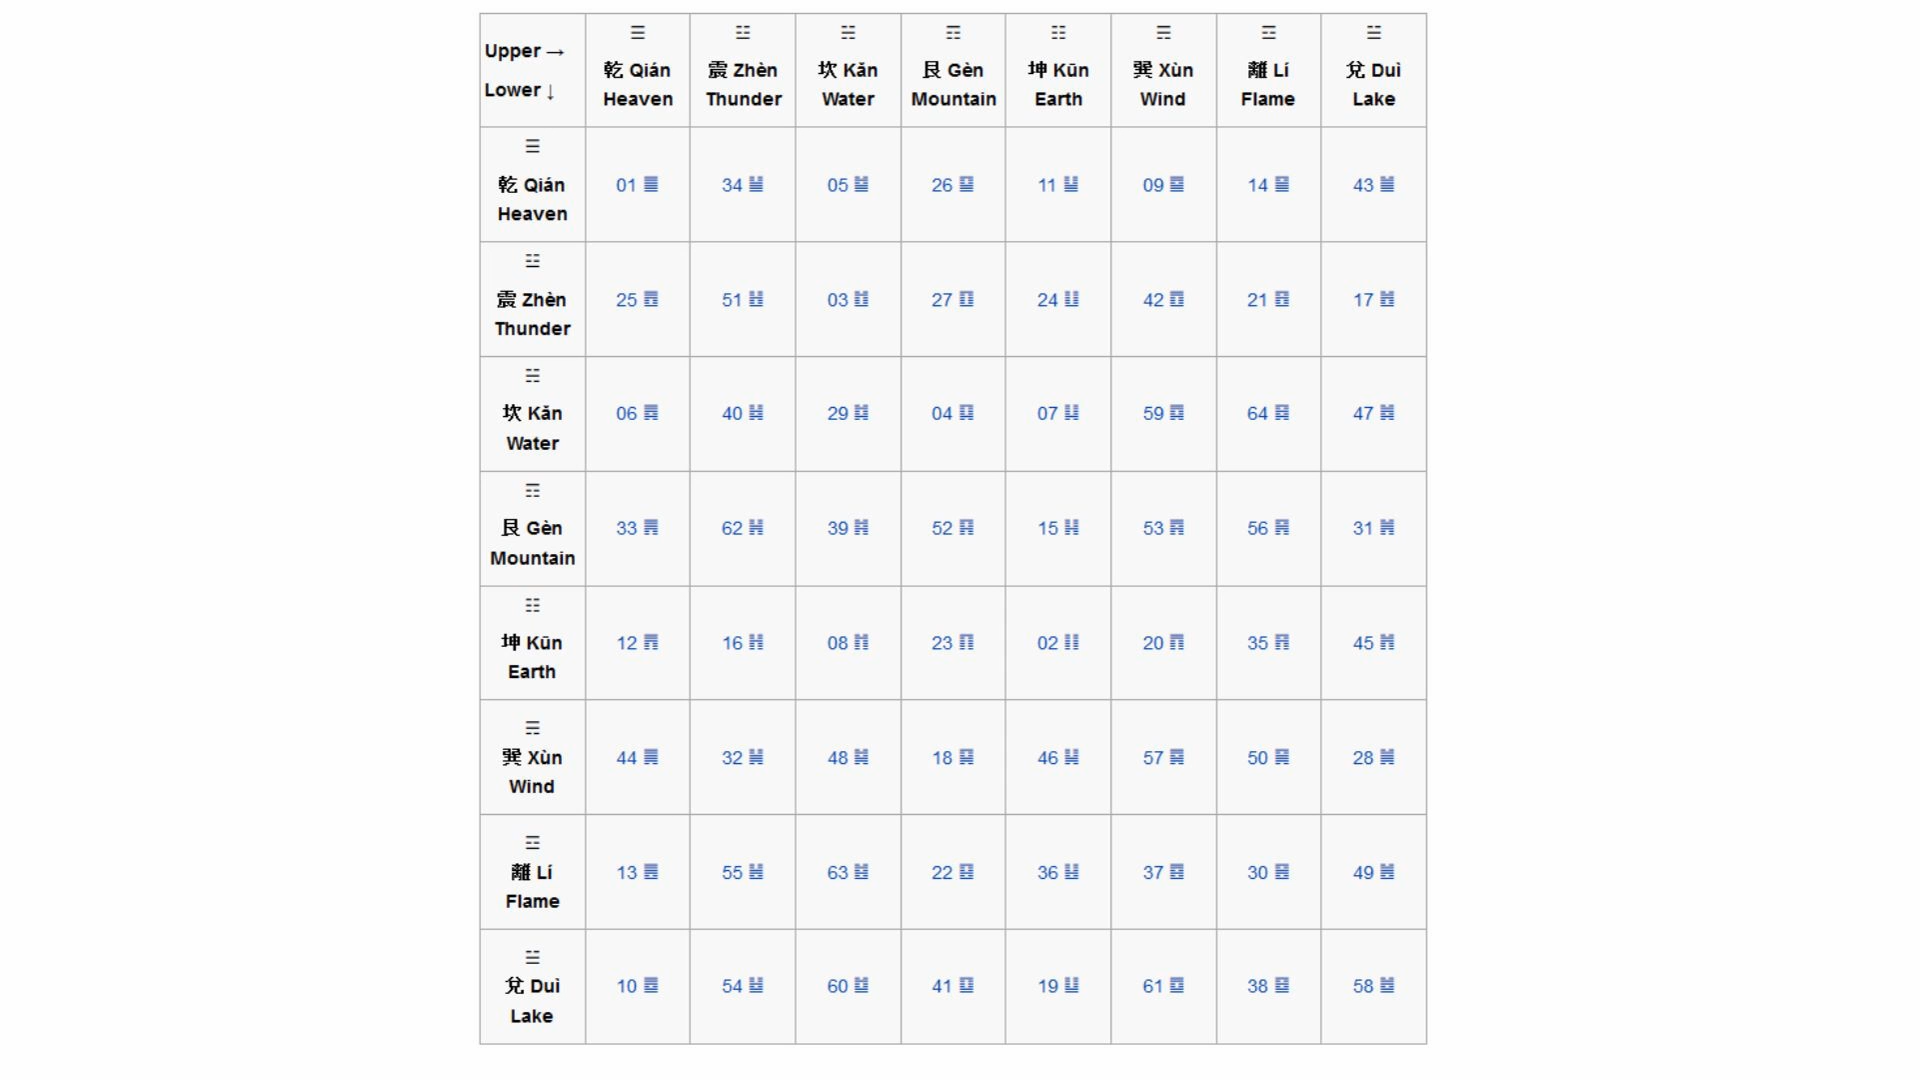 Upper → ☰ ☳ ☵ ☶ ☷ ☴ ☲ ☱
Lower ↓ 乾 Qián 震 Zhèn 坎 Kǎn 艮 Gèn 坤 Kūn 巽 Xùn 離 Lí 兌 Duì
Heaven Thunder Water Mountain Earth Wind Flame Lake
☰
乾 Qián 01 ䷀ 34 ䷡ 05 ䷄ 26 ䷙ 11 ䷊ 09 ䷈ 14 ䷍ 43 ䷪
Heaven
☳
震 Zhèn 25 ䷘ 51 ䷲ 03 ䷂ 27 ䷚ 24 ䷗ 42 ䷩ 21 ䷔ 17 ䷐
Thunder
☵
坎 Kǎn 06 ䷅ 40 ䷧ 29 ䷜ 04 ䷃ 07 ䷆ 59 ䷺ 64 ䷿ 47 ䷮
Water
☶
艮 Gèn 33 ䷠ 62 ䷽ 39 ䷦ 52 ䷳ 15 ䷎ 53 ䷴ 56 ䷷ 31 ䷞
Mountain
☷
坤 Kūn 12 ䷋ 16 ䷏ 08 ䷇ 23 ䷖ 02 ䷁ 20 ䷓ 35 ䷢ 45 ䷬
Earth
☴
巽 Xùn 44 ䷫ 32 ䷟ 48 ䷯ 18 ䷑ 46 ䷭ 57 ䷸ 50 ䷱ 28 ䷛
Wind
☲
離 Lí 13 ䷌ 55 ䷶ 63 ䷾ 22 ䷕ 36 ䷣ 37 ䷤ 30 ䷝ 49 ䷰
Flame
☱
兌 Duì 10 ䷉ 54 ䷵ 60 ䷻ 41 ䷨ 19 ䷒ 61 ䷼ 38 ䷥ 58 ䷹
Lake